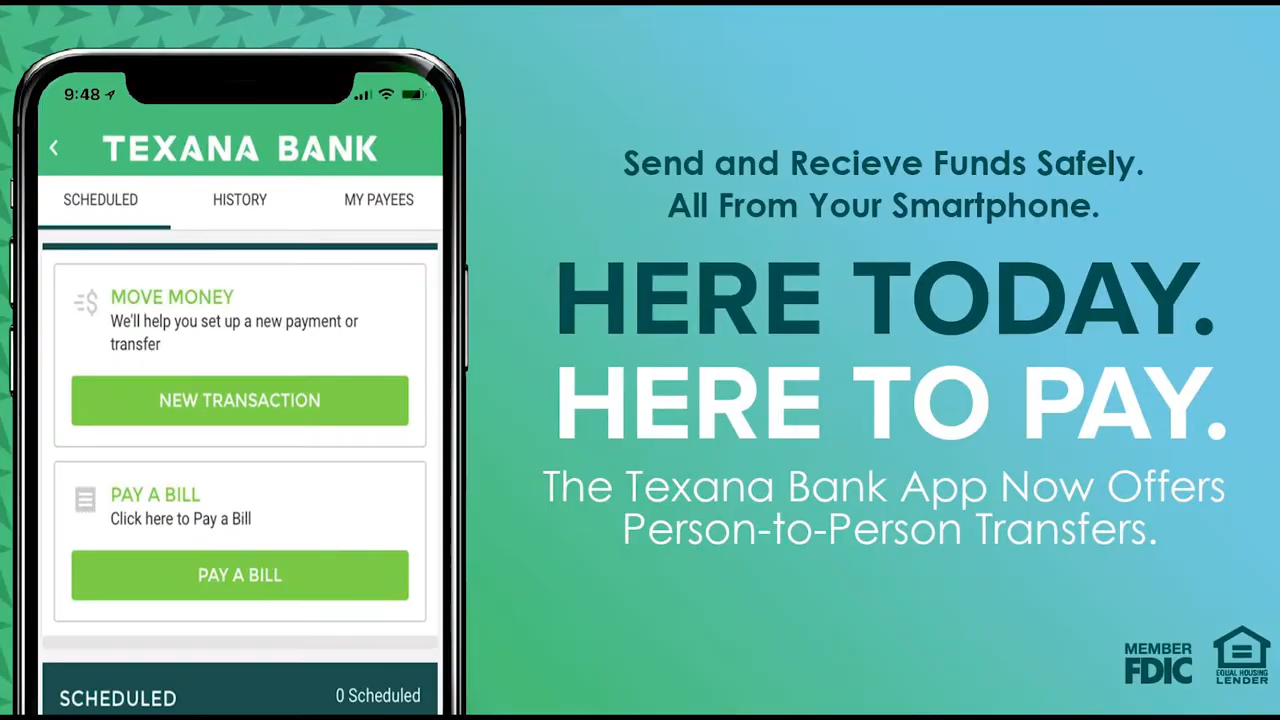 9:48
TEXANA BANK
SCHEDULED HISTORY MY PAYEES
MOVE MONEY
We'll help you set up a new payment or
transfer
NEW TRANSACTION
PAY A BILL
Click here to Pay a Bill
PAY A BILL
SCHEDULED 0 Scheduled
Send and Recieve Funds Safely.
All From Your Smartphone.
HERE TODAY.
HERE TO PAY.
The Texana Bank App Now Offers
Person-to-Person Transfers.
MEMBER
FDIC
EQUAL HOUSING
LENDER